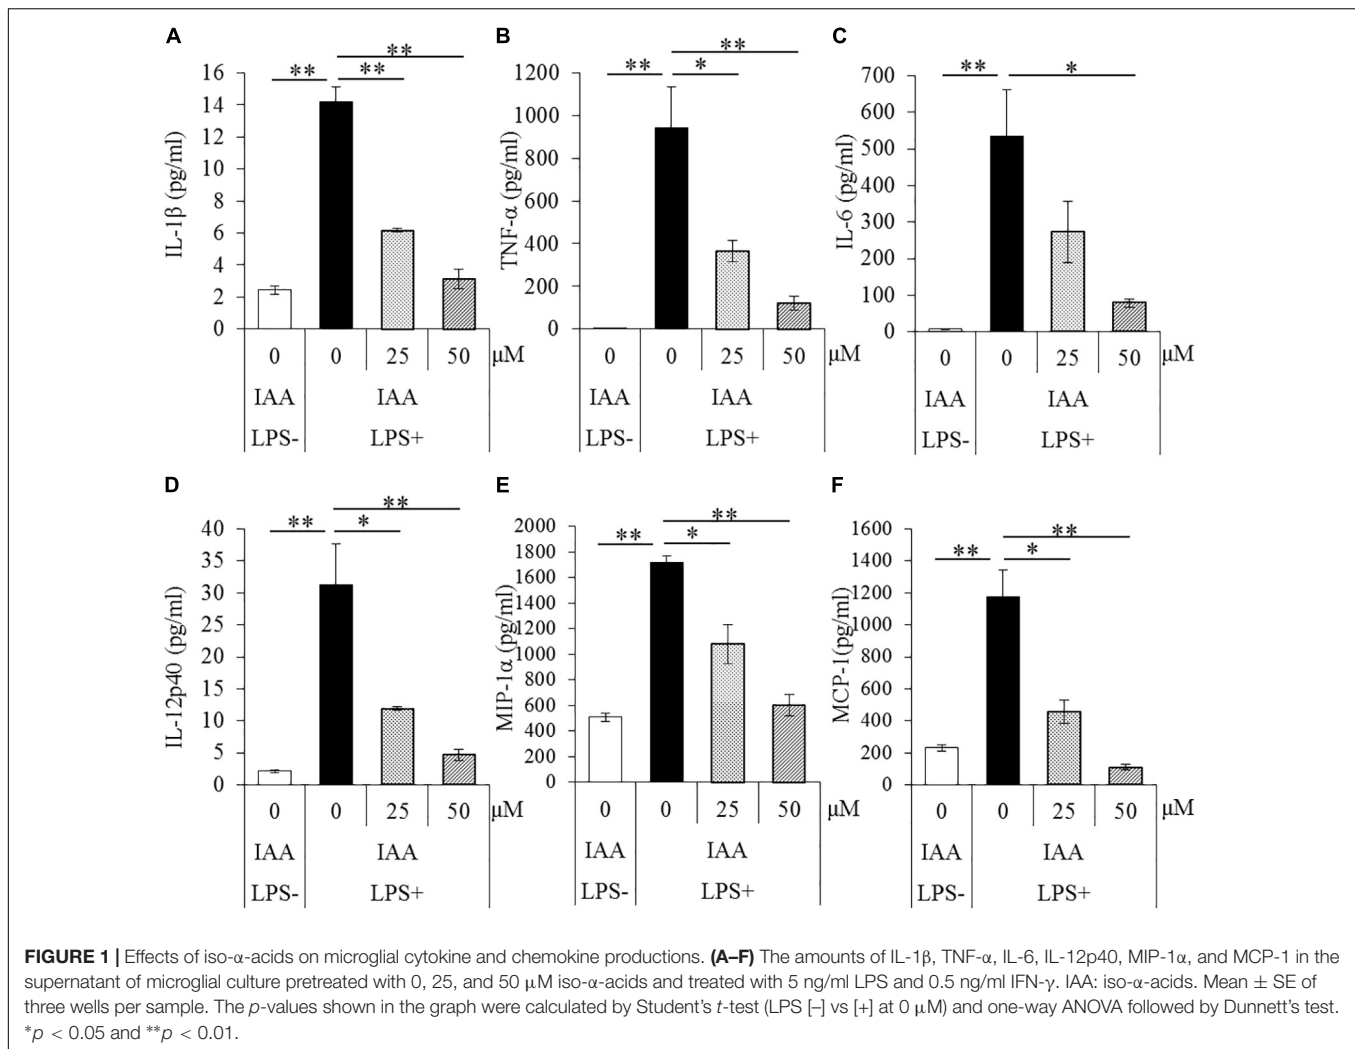 A
**
**
**
16
14
12
10
8
6
4
2
0
IL-1β (pg/ml)
0 0 25 50 μM
IAA IAA
LPS- LPS+
B
**
**
*
1200
1000
800
600
400
200
0
TNF-α (pg/ml)
0 0 25 50 μM
IAA IAA
LPS- LPS+
C
**
*
700
600
500
400
300
200
100
0
IL-6 (pg/ml)
0 0 25 50 μM
IAA IAA
LPS- LPS+
D
**
**
*
40
35
30
25
20
15
10
5
0
IL-12p40 (pg/ml)
0 0 25 50 μM
IAA IAA
LPS- LPS+
E
**
**
*
2000
1800
1600
1400
1200
1000
800
600
400
200
0
MIP-1α (pg/ml)
0 0 25 50 μM
IAA IAA
LPS- LPS+
F
**
**
*
1600
1400
1200
1000
800
600
400
200
0
MCP-1(pg/ml)
0 0 25 50 μM
IAA IAA
LPS- LPS+
FIGURE 1 | Effects of iso-α-acids on microglial cytokine and chemokine productions. (A–F) The amounts of IL-1β, TNF-α, IL-6, IL-12p40, MIP-1α, and MCP-1 in the
supernatant of microglial culture pretreated with 0, 25, and 50 μM iso-α-acids and treated with 5 ng/ml LPS and 0.5 ng/ml IFN-γ. IAA: iso-α-acids. Mean ± SE of
three wells per sample. The p-values shown in the graph were calculated by Student's t-test (LPS [–] vs [+] at 0 μM) and one-way ANOVA followed by Dunnett's test.
*p < 0.05 and **p < 0.01.